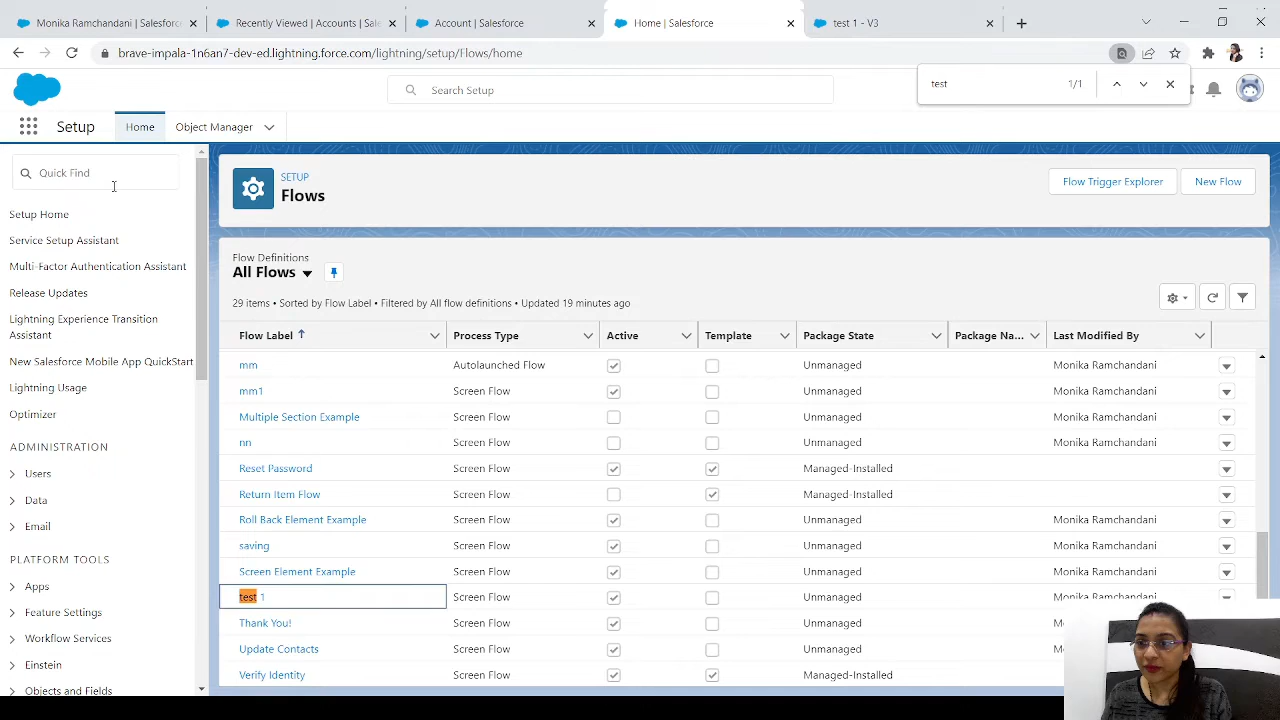 Monika Ramchandani | Salesforce
Recently Viewed | Accounts | Sale
Account | Salesforce
Home | Salesforce
test 1 - V3
brave-impala-1n6an7-dev-ed.lightning.force.com/lightning/setup/Flows/home
test 1/1
Search Setup
Setup Home Object Manager
Quick Find
Setup Home
Service Setup Assistant
Multi-Factor Authentication Assistant
Release Updates
Lightning Experience Transition
Assistant
New Salesforce Mobile App QuickStart
Lightning Usage
Optimizer
ADMINISTRATION
Users
Data
Email
PLATFORM TOOLS
Apps
Feature Settings
Workflow Services
Einstein
Objects and Fields
SETUP
Flows
Flow Trigger Explorer New Flow
Flow Definitions
All Flows
29 items • Sorted by Flow Label • Filtered by All flow definitions • Updated 19 minutes ago
Flow Label Process Type Active Template Package State Package Na... Last Modified By
mm Autolaunched Flow Unmanaged Monika Ramchandani
mm1 Screen Flow Unmanaged Monika Ramchandani
Multiple Section Example Screen Flow Unmanaged Monika Ramchandani
nn Screen Flow Unmanaged Monika Ramchandani
Reset Password Screen Flow Managed-Installed
Return Item Flow Screen Flow Managed-Installed
Roll Back Element Example Screen Flow Unmanaged Monika Ramchandani
saving Screen Flow Unmanaged Monika Ramchandani
Screen Element Example Screen Flow Unmanaged Monika Ramchandani
test 1 Screen Flow Unmanaged Monika Ramchandani
Thank You! Screen Flow Unmanaged
Update Contacts Screen Flow Unmanaged
Verify Identity Screen Flow Managed-Installed